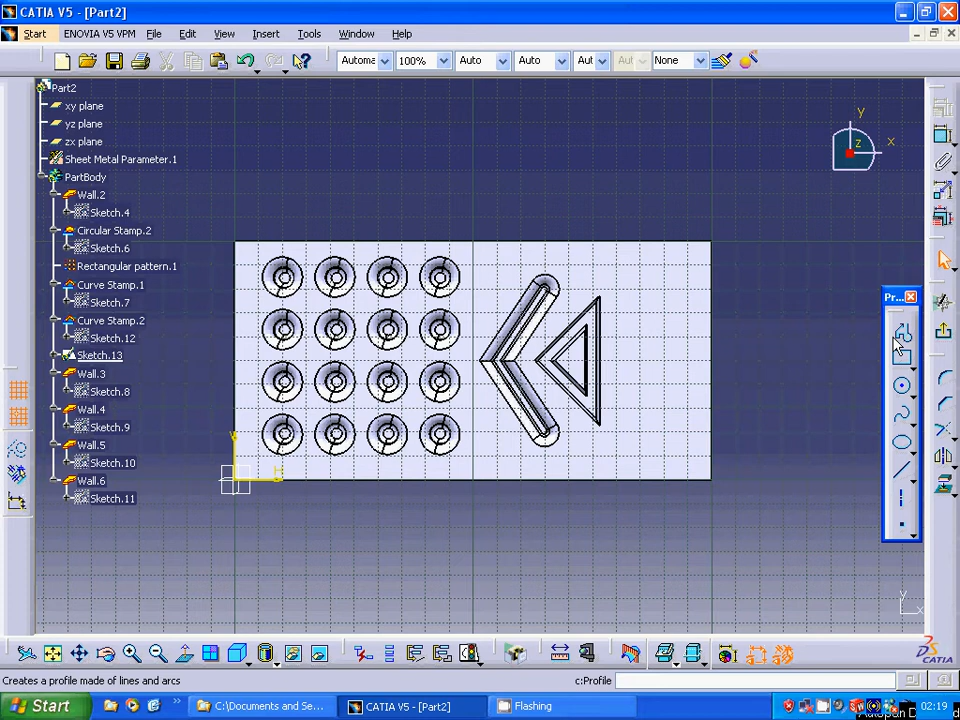 CATIA V5 - [Part2]
Start ENOVIA V5 VPM File Edit View Insert Tools Window Help
Automa 100% Auto Auto Aut Aut None
Part2
xy plane
yz plane
zx plane
Sheet Metal Parameter.1
PartBody
Wall.2
Sketch.4
Circular Stamp.2
Sketch.6
Rectangular pattern.1
Curve Stamp.1
Sketch.7
Curve Stamp.2
Sketch.12
Sketch.13
Wall.3
Sketch.8
Wall.4
Sketch.9
Wall.5
Sketch.10
Wall.6
Sketch.11
y
x
z
Pr...
V
H
y
x
DS
CATIA
Creates a profile made of lines and arcs
c:Profile
Start C:\Documents and Se... CATIA V5 - [Part2] Flashing 02:19